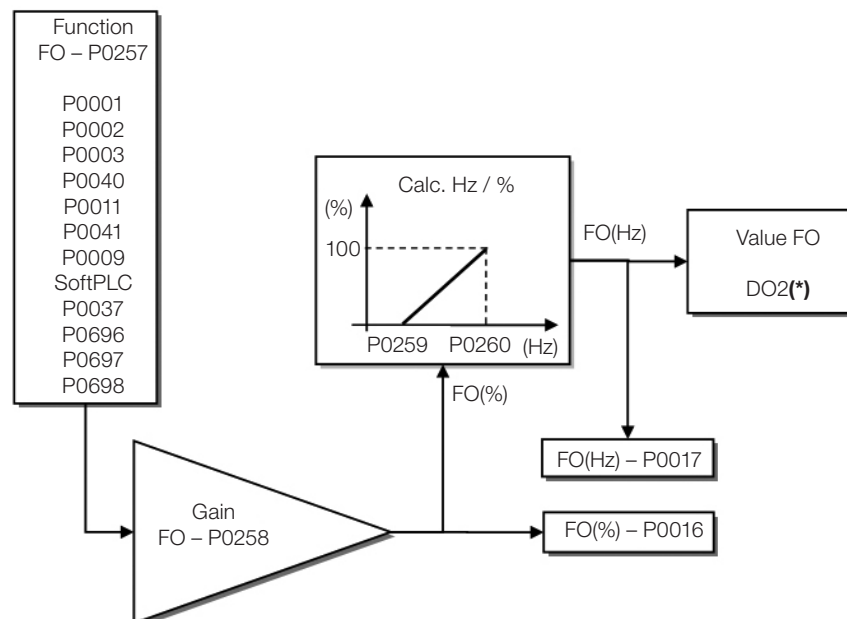 Function
FO – P0257
P0001
P0002
P0003
P0040
P0011
P0041
P0009
SoftPLC
P0037
P0696
P0697
P0698
Calc. Hz / %
(%)
100
P0259 P0260 (Hz)
FO(Hz)
Value FO
DO2(*)
FO(%)
FO(Hz) – P0017
Gain
FO – P0258
FO(%) – P0016